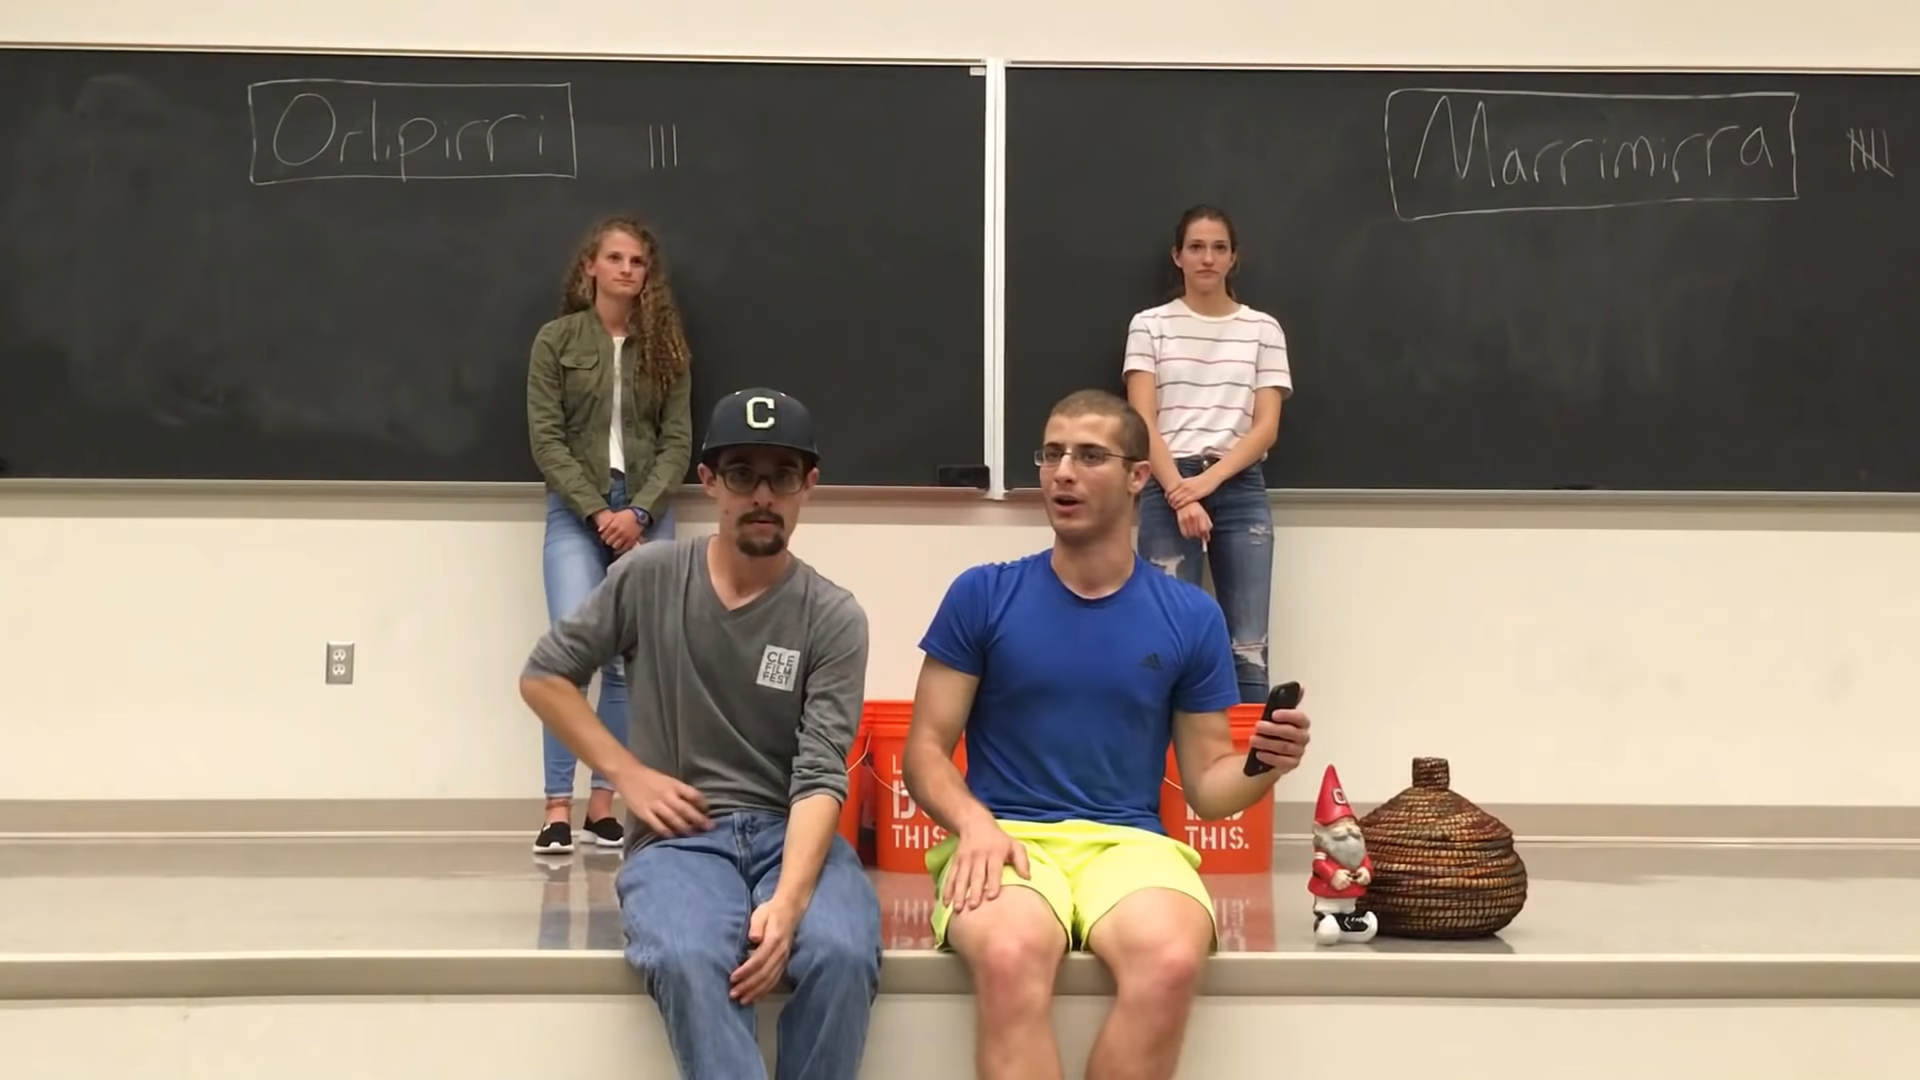 Orlipirri
Marrimirra
C
CLE
FILM
FEST
THIS.
THIS.